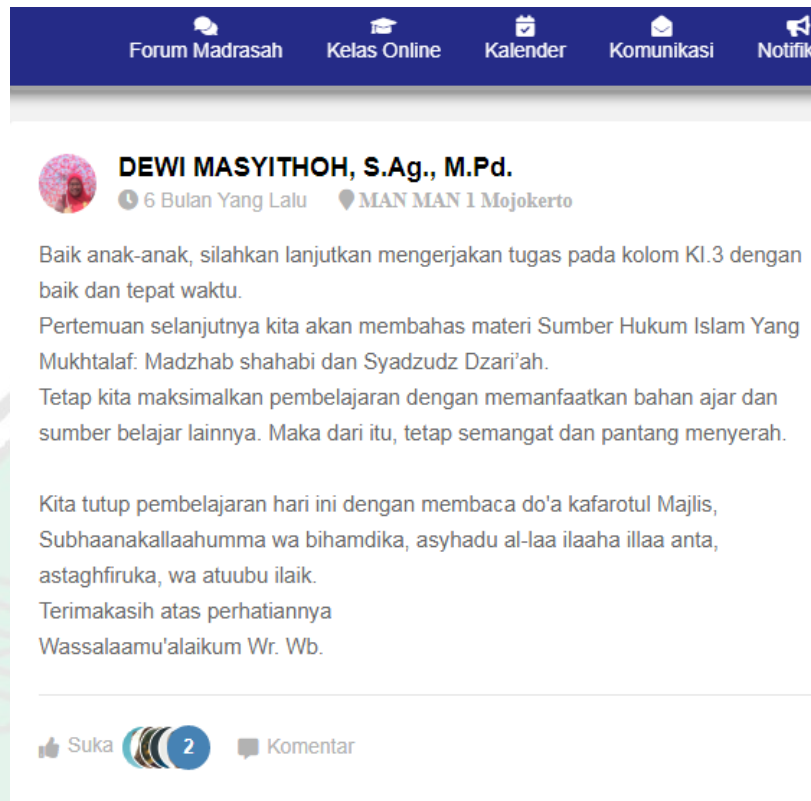 Forum Madrasah Kelas Online Kalender Komunikasi
DEWI MASYITHOH, S.Ag., M.Pd.
6 Bulan Yang Lalu MAN MAN 1 Mojokerto
Baik anak-anak, silahkan lanjutkan mengerjakan tugas pada kolom KI.3 dengan
baik dan tepat waktu.
Pertemuan selanjutnya kita akan membahas materi Sumber Hukum Islam Yang
Mukhtalaf: Madzhab shahabi dan Syadzudz Dzari’ah.
Tetap kita maksimalkan pembelajaran dengan memanfaatkan bahan ajar dan
sumber belajar lainnya. Maka dari itu, tetap semangat dan pantang menyerah.
Kita tutup pembelajaran hari ini dengan membaca do'a kafarotul Majlis,
Subhaanakallaahumma wa bihamdika, asyhadu al-laa ilaaha illaa anta,
astaghfiruka, wa atuubu ilaik.
Terimakasih atas perhatiannya
Wassalaamu'alaikum Wr. Wb.
Suka 2 Komentar